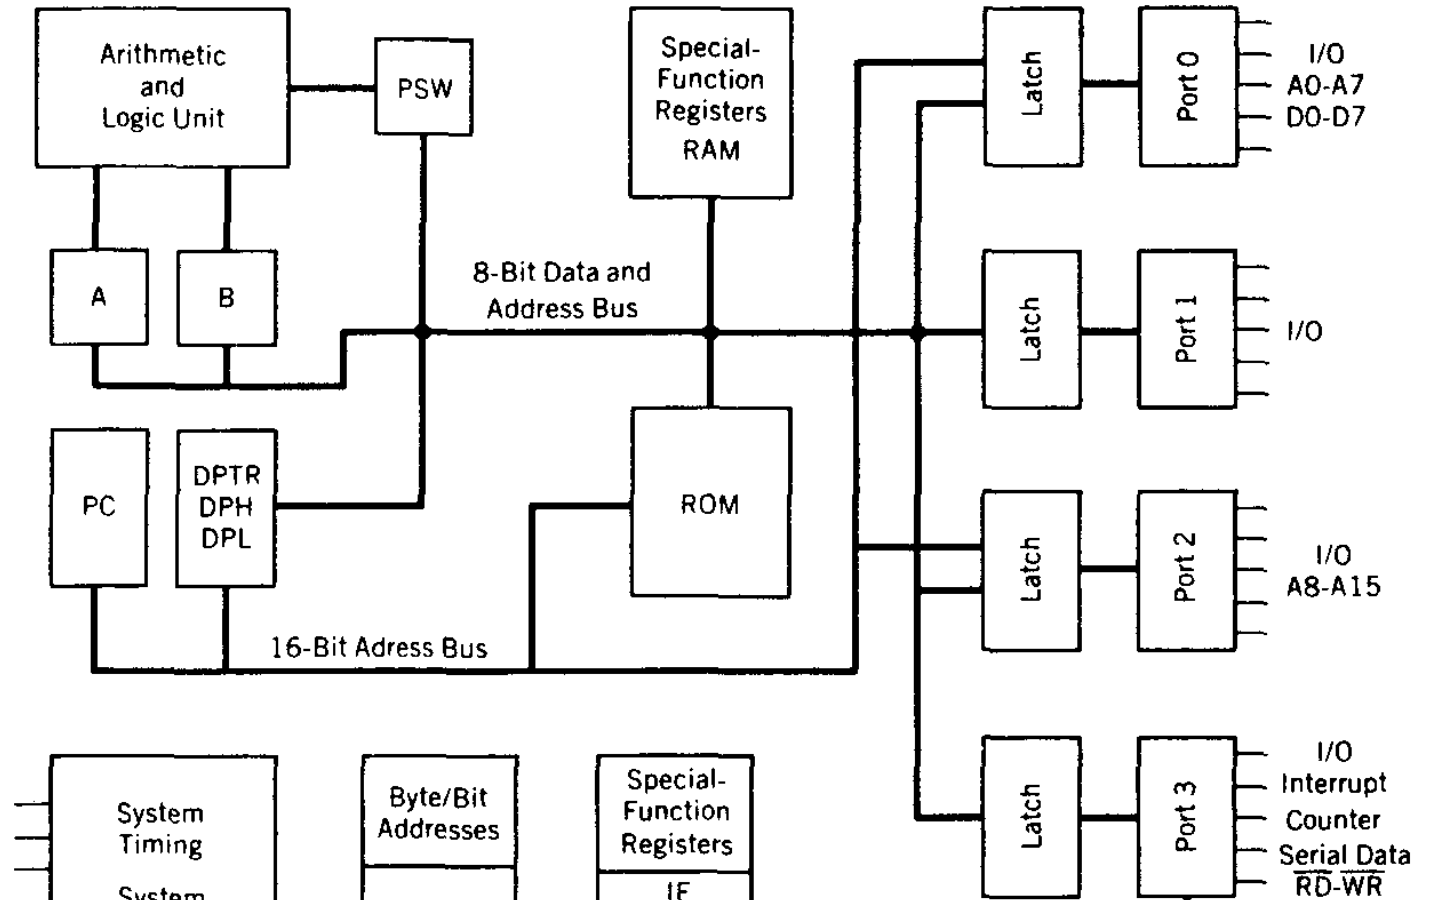 Arithmetic
and
Logic Unit
PSW
A
B
Special-
Function
Registers
RAM
8-Bit Data and
Address Bus
PC
DPTR
DPH
DPL
ROM
16-Bit Adress Bus
Latch
Port 0
I/O
A0-A7
D0-D7
Latch
Port 1
I/O
Latch
Port 2
I/O
A8-A15
Latch
Port 3
I/O
Interrupt
Counter
Serial Data
RD-WR
System
Timing
System
Byte/Bit
Addresses
Special-
Function
Registers
IE